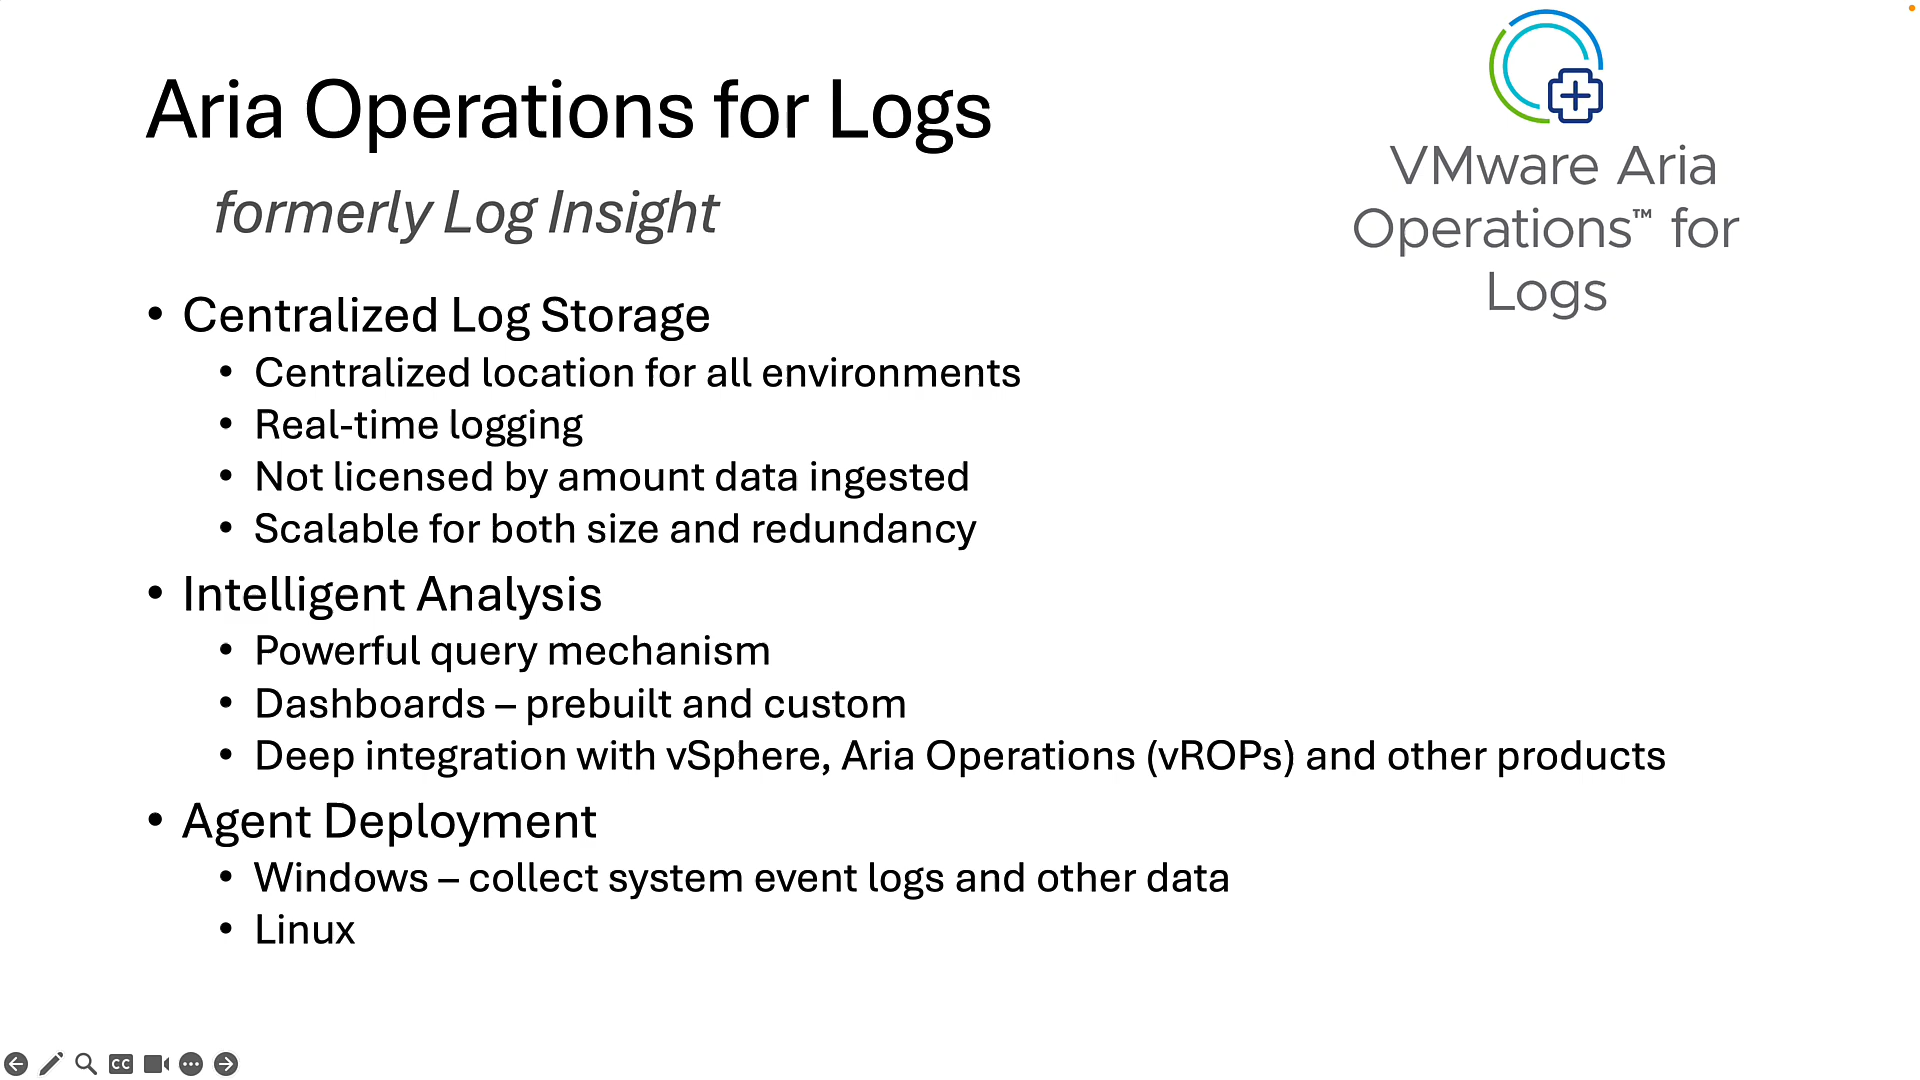 Aria Operations for Logs
formerly Log Insight
VMware Aria
Operations™ for
Logs
• Centralized Log Storage
• Centralized location for all environments
• Real-time logging
• Not licensed by amount data ingested
• Scalable for both size and redundancy
• Intelligent Analysis
• Powerful query mechanism
• Dashboards – prebuilt and custom
• Deep integration with vSphere, Aria Operations (vROPs) and other products
• Agent Deployment
• Windows – collect system event logs and other data
• Linux
CC